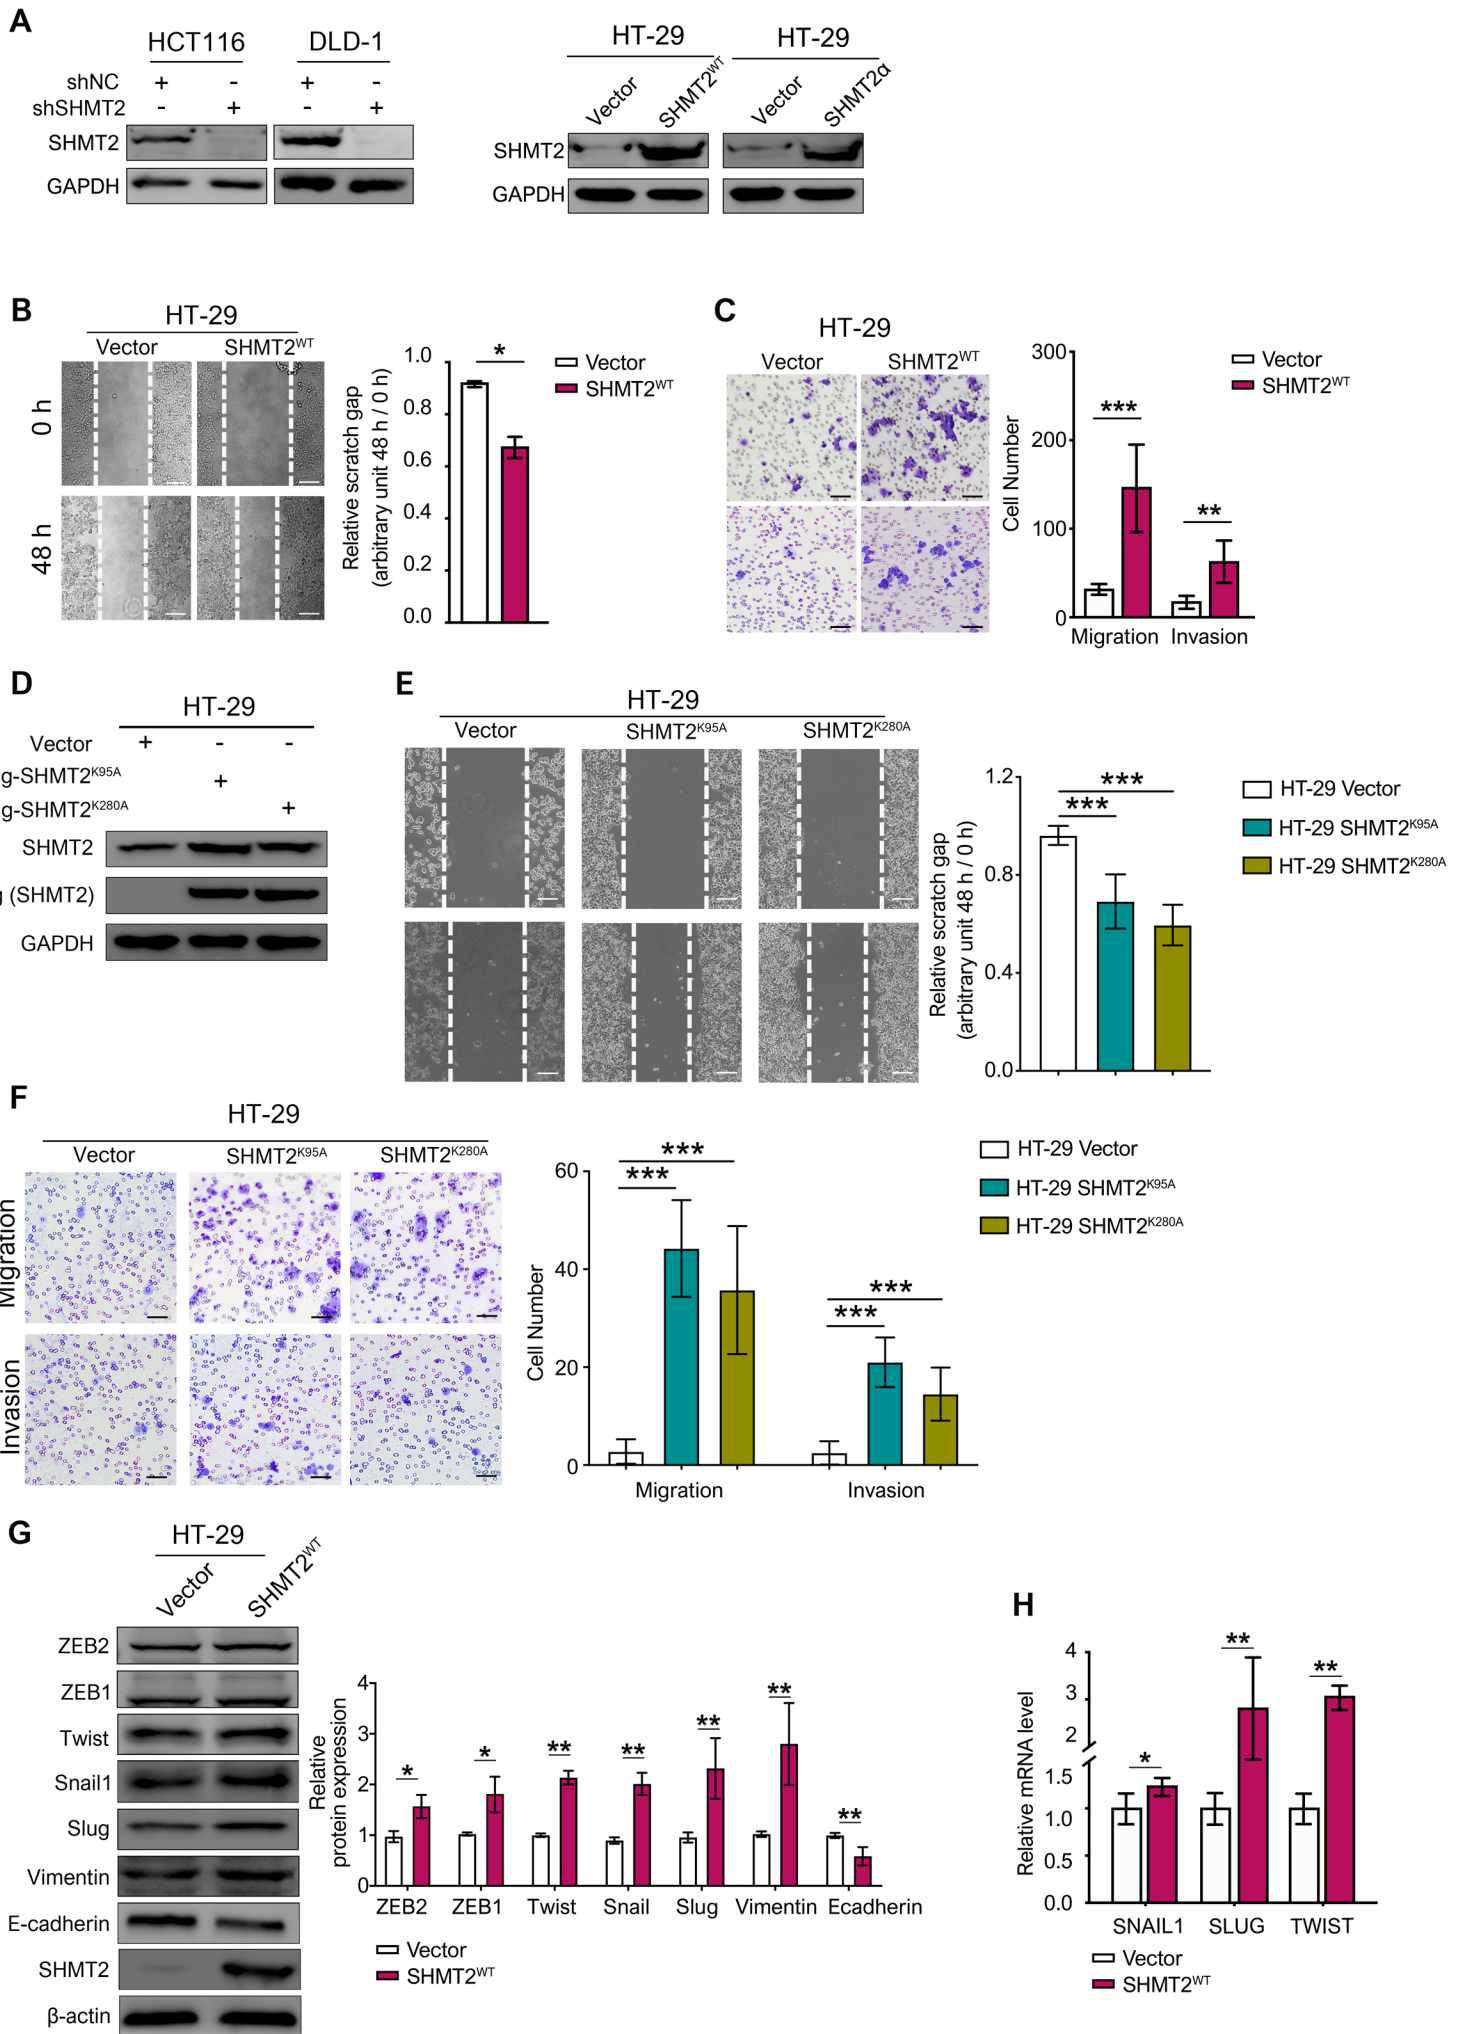 A
HCT116 DLD-1
shNC + - + -
shSHMT2 - + - +
SHMT2
GAPDH
HT-29 HT-29
Vector SHMT2WT Vector SHMT2α
SHMT2
GAPDH
B
HT-29
Vector SHMT2WT
0 h
48 h
Relative scratch gap
(arbitrary unit 48 h / 0 h)
1.0
0.8
0.6
0.4
0.2
0.0
*
Vector
SHMT2WT
C
HT-29
Vector SHMT2WT
Cell Number
300
200
100
0
***
**
Migration Invasion
Vector
SHMT2WT
D
HT-29
Vector + - -
g-SHMT2K95A +
g-SHMT2K280A +
SHMT2
g (SHMT2)
GAPDH
E
HT-29
Vector SHMT2K95A SHMT2K280A
Relative scratch gap
(arbitrary unit 48 h / 0 h)
1.2
0.8
0.4
0.0
***
***
HT-29 Vector
HT-29 SHMT2K95A
HT-29 SHMT2K280A
F
HT-29
Vector SHMT2K95A SHMT2K280A
Migration
Invasion
Cell Number
60
40
20
0
***
***
***
***
Migration Invasion
HT-29 Vector
HT-29 SHMT2K95A
HT-29 SHMT2K280A
G
HT-29
Vector SHMT2WT
ZEB2
ZEB1
Twist
Snail1
Slug
Vimentin
E-cadherin
SHMT2
β-actin
Relative
protein expression
4
3
2
1
0
* * ** ** ** ** **
ZEB2 ZEB1 Twist Snail Slug Vimentin Ecadherin
Vector
SHMT2WT
H
Relative mRNA level
4
3
2
1.5
1.0
0.5
0.0
* ** **
SNAIL1 SLUG TWIST
Vector
SHMT2WT